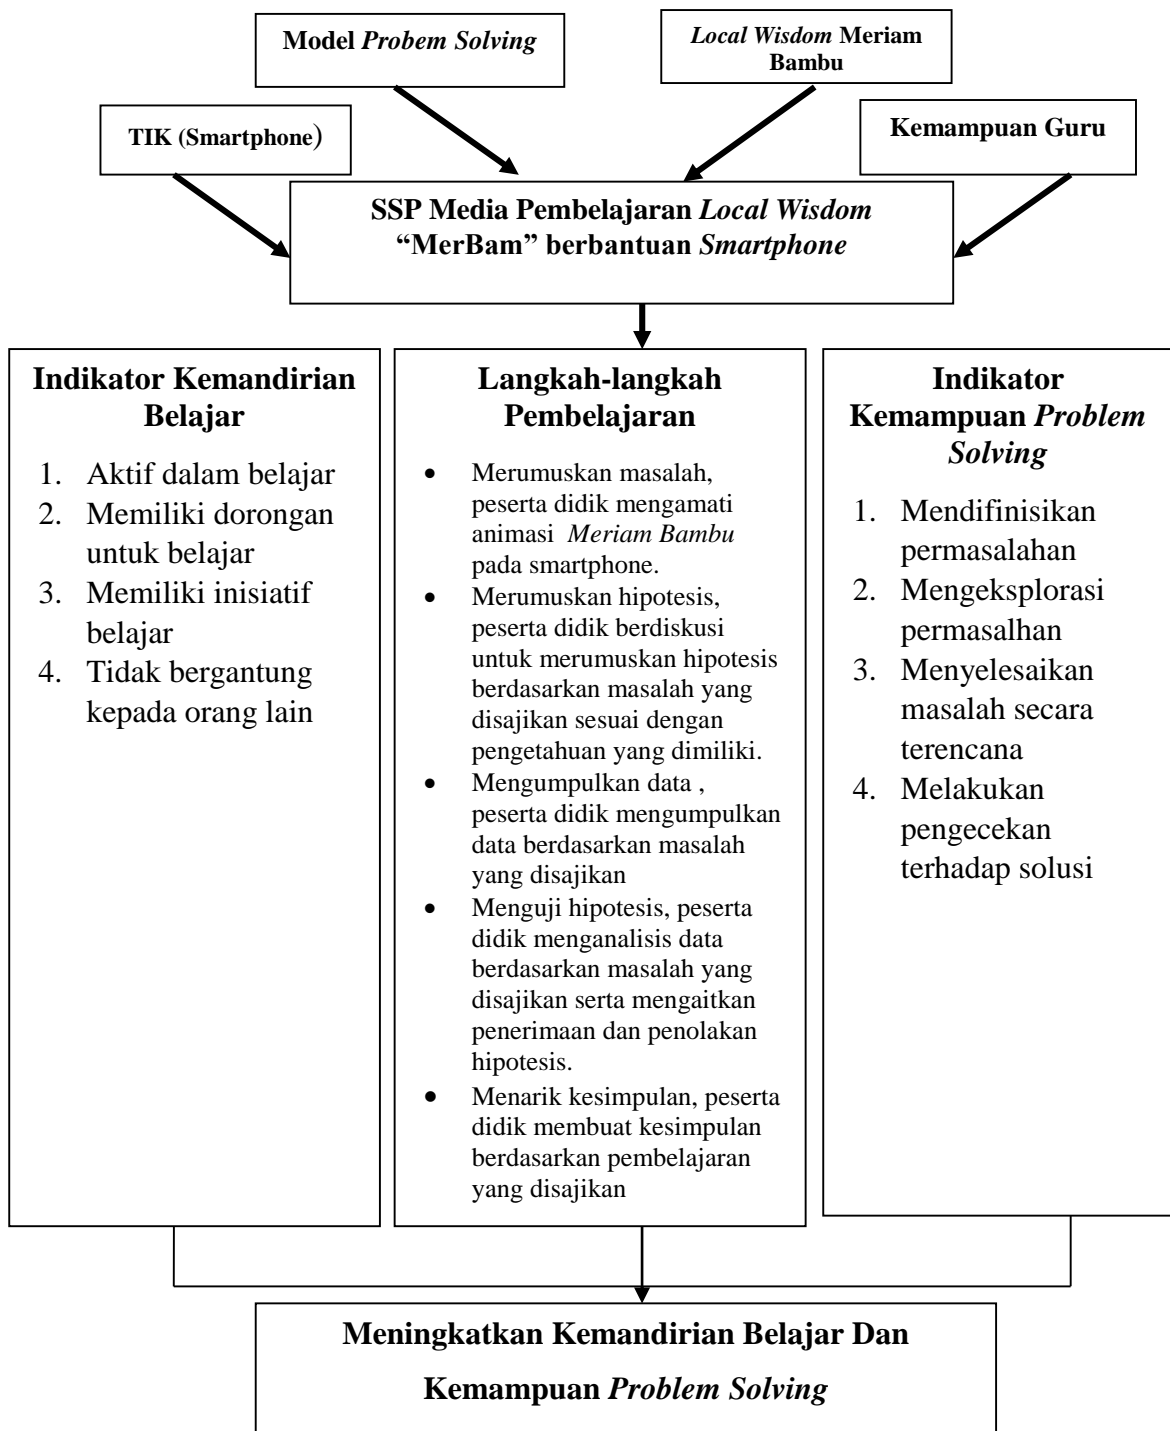 Model Probem Solving
Local Wisdom Meriam
Bambu
TIK (Smartphone)
Kemampuan Guru
SSP Media Pembelajaran Local Wisdom
“MerBam” berbantuan Smartphone
Indikator Kemandirian
Belajar
1. Aktif dalam belajar
2. Memiliki dorongan
untuk belajar
3. Memiliki inisiatif
belajar
4. Tidak bergantung
kepada orang lain
Langkah-langkah
Pembelajaran
• Merumuskan masalah,
peserta didik mengamati
animasi Meriam Bambu
pada smartphone.
• Merumuskan hipotesis,
peserta didik berdiskusi
untuk merumuskan hipotesis
berdasarkan masalah yang
disajikan sesuai dengan
pengetahuan yang dimiliki.
• Mengumpulkan data ,
peserta didik mengumpulkan
data berdasarkan masalah
yang disajikan
• Menguji hipotesis, peserta
didik menganalisis data
berdasarkan masalah yang
disajikan serta mengaitkan
penerimaan dan penolakan
hipotesis.
• Menarik kesimpulan, peserta
didik membuat kesimpulan
berdasarkan pembelajaran
yang disajikan
Indikator
Kemampuan Problem
Solving
1. Mendifinisikan
permasalahan
2. Mengeksplorasi
permasalhan
3. Menyelesaikan
masalah secara
terencana
4. Melakukan
pengecekan
terhadap solusi
Meningkatkan Kemandirian Belajar Dan
Kemampuan Problem Solving